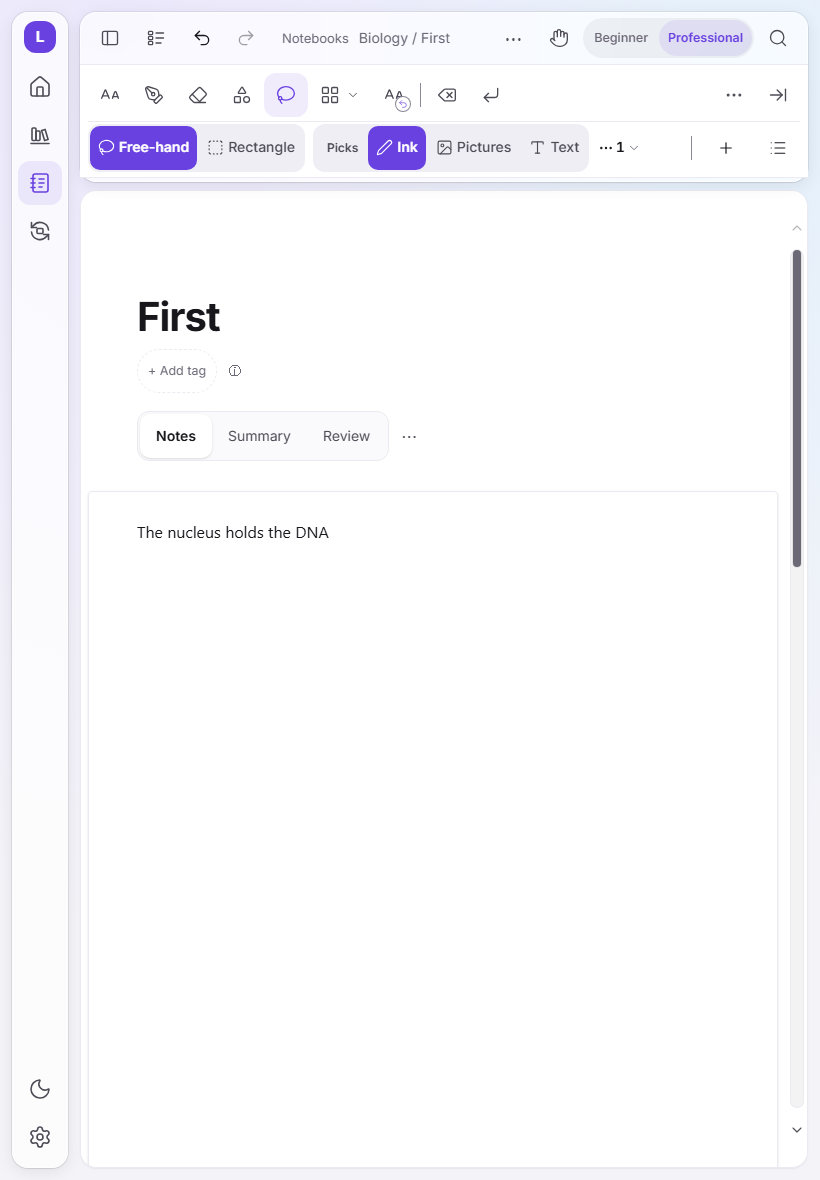 L
Notebooks Biology / First
Beginner Professional
Free-hand Rectangle Picks Ink Pictures Text ··· 1
First
+ Add tag
Notes Summary Review
The nucleus holds the DNA